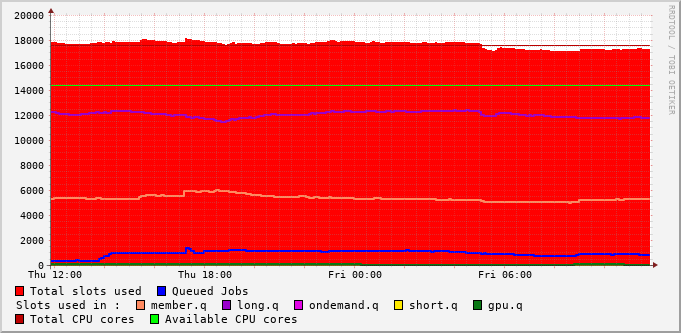 RRDTOOL / TOBI OETIKER
20000
18000
16000
14000
12000
10000
8000
6000
4000
2000
0
Thu 12:00 Thu 18:00 Fri 00:00 Fri 06:00
Total slots used Queued Jobs
Slots used in : member.q long.q ondemand.q short.q gpu.q
Total CPU cores Available CPU cores